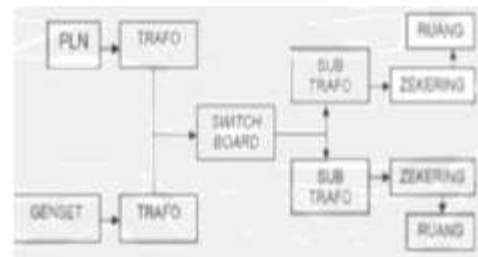 PLN
TRAFO
RUANG
SUB
TRAFO
ZEKERING
SWITCH
BOARD
GENSET
TRAFO
SUB
TRAFO
ZEKERING
RUANG